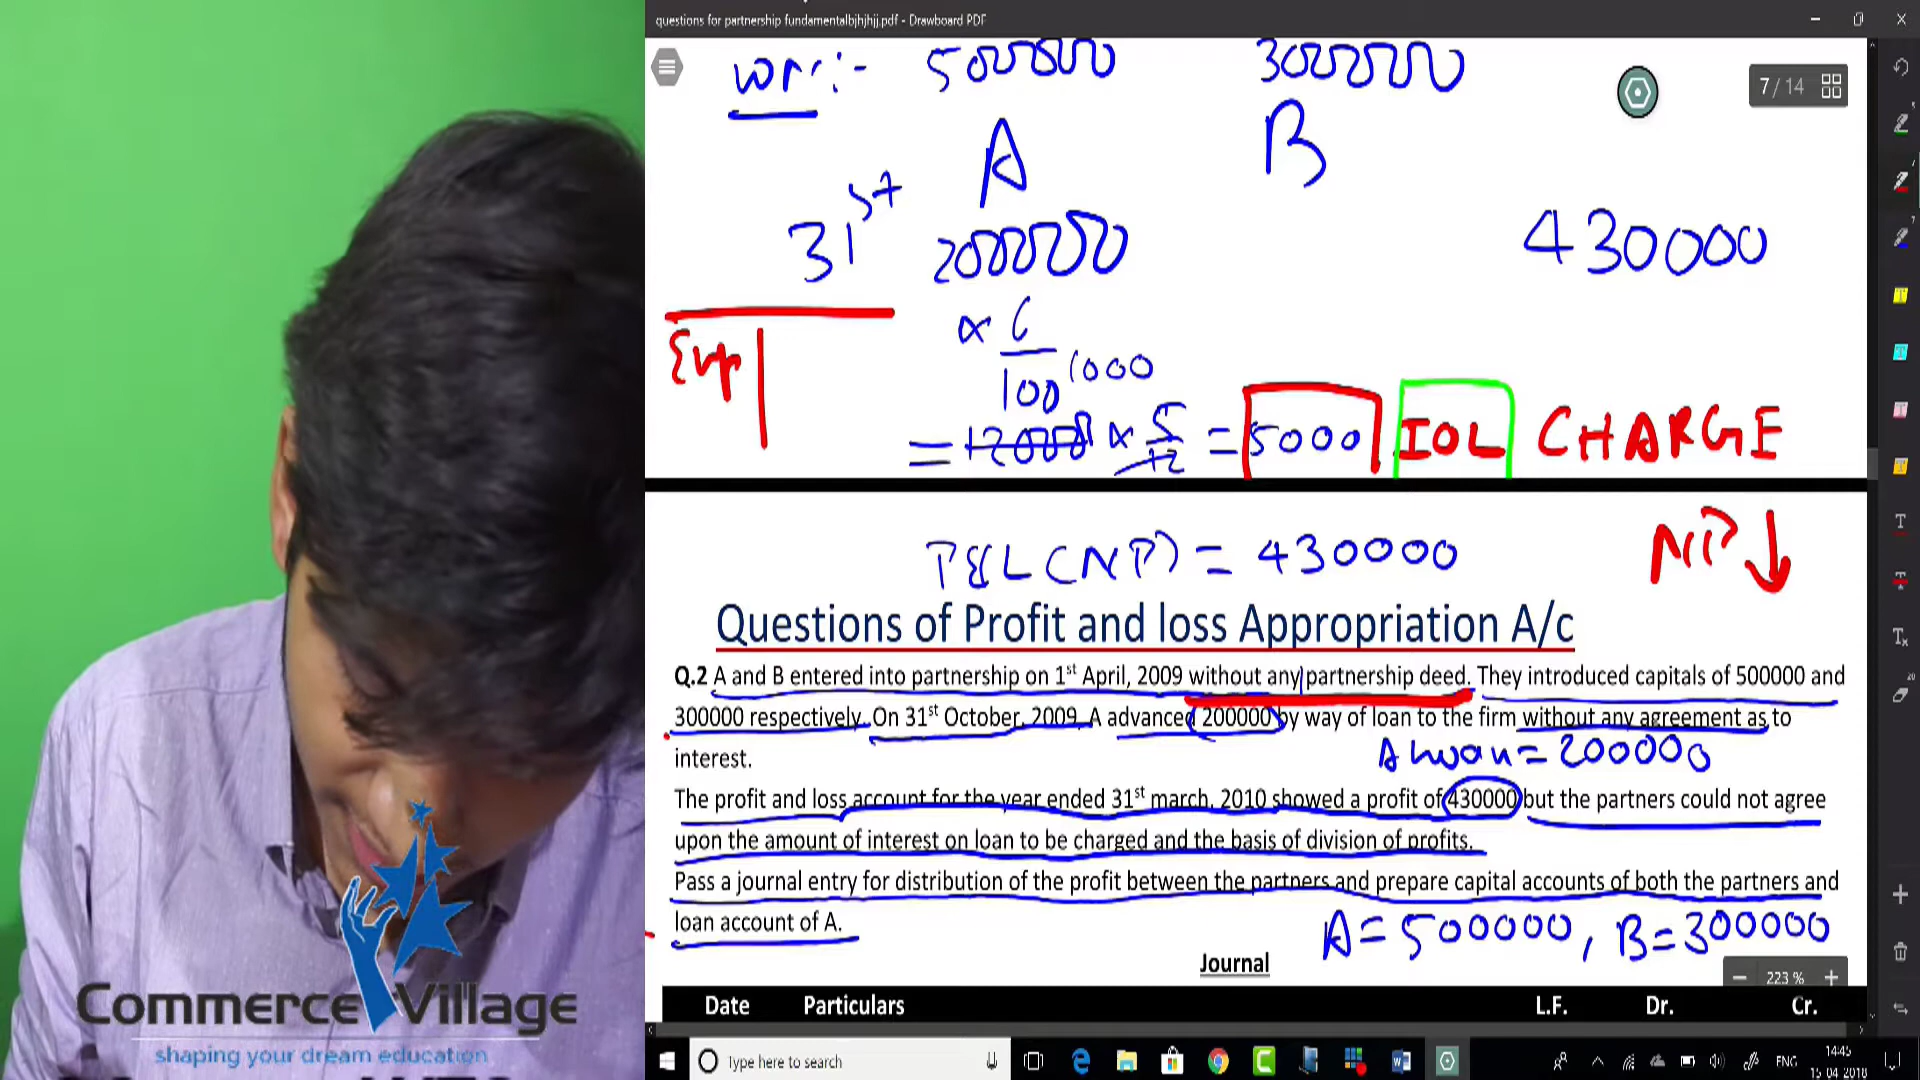 questions for partnership fundamentalbjhjhjj.pdf - Drawboard PDF
7 / 14
WN:- 500000 300000
A B
31st 200000 430000
Exp
× 6
100 1000
= 12000 × 5 = 5000 IOL CHARGE
12
P&L (NP) = 430000 NP ↓
Questions of Profit and loss Appropriation A/c
Q.2 A and B entered into partnership on 1st April, 2009 without any partnership deed. They introduced capitals of 500000 and
300000 respectively. On 31st October, 2009 A advanced 200000 by way of loan to the firm without any agreement as to
interest.
A loan = 200000
The profit and loss account for the year ended 31st march, 2010 showed a profit of 430000 but the partners could not agree
upon the amount of interest on loan to be charged and the basis of division of profits.
Pass a journal entry for distribution of the profit between the partners and prepare capital accounts of both the partners and
loan account of A.
A = 500000, B = 300000
Journal
223 %
Date Particulars L.F. Dr. Cr.
Commerce Village
shaping your dream education
Type here to search
ENG
14:45
15-04-2018